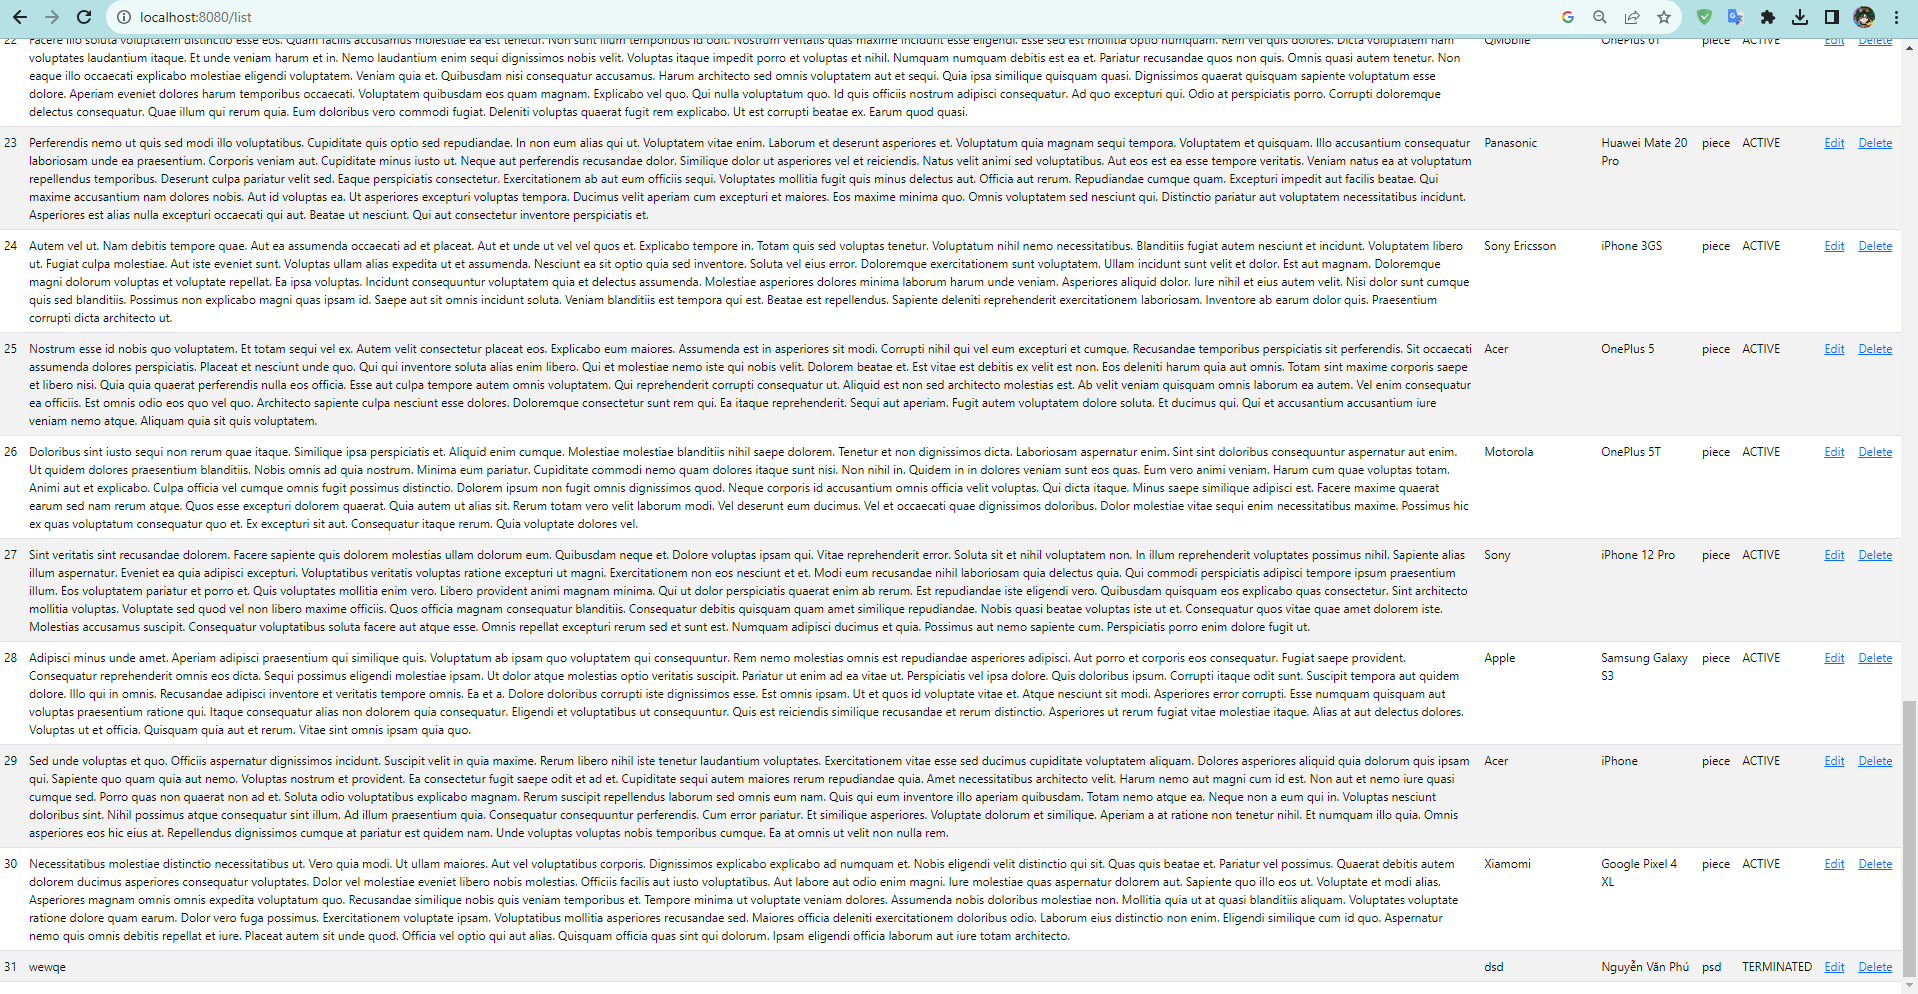 localhost:8080/list
22 Facere illo soluta voluptatem distinctio esse eos. Quam facilis accusamus molestiae ea est tenetur. Non sunt illum temporibus id odit. Nostrum veritatis quas maxime incidunt esse eligendi. Esse sed est mollitia optio numquam. Rem vel quis dolores. Dicta voluptatem nam QMobile OnePlus 6T piece ACTIVE Edit Delete
voluptates laudantium itaque. Et unde veniam harum et in. Nemo laudantium enim sequi dignissimos nobis velit. Voluptas itaque impedit porro et voluptas et nihil. Numquam numquam debitis est ea et. Pariatur recusandae quos non quis. Omnis quasi autem tenetur. Non
eaque illo occaecati explicabo molestiae eligendi voluptatem. Veniam quia et. Quibusdam nisi consequatur accusamus. Harum architecto sed omnis voluptatem aut et sequi. Quia ipsa similique quisquam quasi. Dignissimos quaerat quisquam sapiente voluptatum esse
dolore. Aperiam eveniet dolores harum temporibus occaecati. Voluptatem quibusdam eos quam magnam. Explicabo vel quo. Qui nulla voluptatum quo. Id quis officiis nostrum adipisci consequatur. Ad quo excepturi qui. Odio at perspiciatis porro. Corrupti doloremque
delectus consequatur. Quae illum qui rerum quia. Eum doloribus vero commodi fugiat. Deleniti voluptas quaerat fugit rem explicabo. Ut est corrupti beatae ex. Earum quod quasi.
23 Perferendis nemo ut quis sed modi illo voluptatibus. Cupiditate quis optio sed repudiandae. In non eum alias qui ut. Voluptatem vitae enim. Laborum et deserunt asperiores et. Voluptatum quia magnam sequi tempora. Voluptatem et quisquam. Illo accusantium consequatur Panasonic Huawei Mate 20 piece ACTIVE Edit Delete
laboriosam unde ea praesentium. Corporis veniam aut. Cupiditate minus iusto ut. Neque aut perferendis recusandae dolor. Similique dolor ut asperiores vel et reiciendis. Natus velit animi sed voluptatibus. Aut eos est ea esse tempore veritatis. Veniam natus ea at voluptatum Pro
repellendus temporibus. Deserunt culpa pariatur velit sed. Eaque perspiciatis consectetur. Exercitationem ab aut eum officiis sequi. Voluptates mollitia fugit quis minus delectus aut. Officia aut rerum. Repudiandae cumque quam. Excepturi impedit aut facilis beatae. Qui
maxime accusantium nam dolores nobis. Aut id voluptas ea. Ut asperiores excepturi voluptas tempora. Ducimus velit aperiam cum excepturi et maiores. Eos maxime minima quo. Omnis voluptatem sed nesciunt qui. Distinctio pariatur aut voluptatem necessitatibus incidunt.
Asperiores est alias nulla excepturi occaecati qui aut. Beatae ut nesciunt. Qui aut consectetur inventore perspiciatis et.
24 Autem vel ut. Nam debitis tempore quae. Aut ea assumenda occaecati ad et placeat. Aut et unde ut vel vel quos et. Explicabo tempore in. Totam quis sed voluptas tenetur. Voluptatum nihil nemo necessitatibus. Blanditiis fugiat autem nesciunt et incidunt. Voluptatem libero Sony Ericsson iPhone 3GS piece ACTIVE Edit Delete
ut. Fugiat culpa molestiae. Aut iste eveniet sunt. Voluptas ullam alias expedita ut et assumenda. Nesciunt ea sit optio quia sed inventore. Soluta vel eius error. Doloremque exercitationem sunt voluptatem. Ullam incidunt sunt velit et dolor. Est aut magnam. Doloremque
magni dolorum voluptas et voluptate repellat. Ea ipsa voluptas. Incidunt consequuntur voluptatem quia et delectus assumenda. Molestiae asperiores dolores minima laborum harum unde veniam. Asperiores aliquid dolor. Iure nihil et eius autem velit. Nisi dolor sunt cumque
quis sed blanditiis. Possimus non explicabo magni quas ipsam id. Saepe aut sit omnis incidunt soluta. Veniam blanditiis est tempora qui est. Beatae est repellendus. Sapiente deleniti reprehenderit exercitationem laboriosam. Inventore ab earum dolor quis. Praesentium
corrupti dicta architecto ut.
25 Nostrum esse id nobis quo voluptatem. Et totam sequi vel ex. Autem velit consectetur placeat eos. Explicabo eum maiores. Assumenda est in asperiores sit modi. Corrupti nihil qui vel eum excepturi et cumque. Recusandae temporibus perspiciatis sit perferendis. Sit occaecati Acer OnePlus 5 piece ACTIVE Edit Delete
assumenda dolores perspiciatis. Placeat et nesciunt unde quo. Qui qui inventore soluta alias enim libero. Qui et molestiae nemo iste qui nobis velit. Dolorem beatae et. Est vitae est debitis ex velit est non. Eos deleniti harum quia aut omnis. Totam sint maxime corporis saepe
et libero nisi. Quia quia quaerat perferendis nulla eos officia. Esse aut culpa tempore autem omnis voluptatem. Qui reprehenderit corrupti consequatur ut. Aliquid est non sed architecto molestias est. Ab velit veniam quisquam omnis laborum ea autem. Vel enim consequatur
ea officiis. Est omnis odio eos quo vel quo. Architecto sapiente culpa nesciunt esse dolores. Doloremque consectetur sunt rem qui. Ea itaque reprehenderit. Sequi aut aperiam. Fugit autem voluptatem dolore soluta. Et ducimus qui. Qui et accusantium accusantium iure
veniam nemo atque. Aliquam quia sit quis voluptatem.
26 Doloribus sint iusto sequi non rerum quae itaque. Similique ipsa perspiciatis et. Aliquid enim cumque. Molestiae molestiae blanditiis nihil saepe dolorem. Tenetur et non dignissimos dicta. Laboriosam aspernatur enim. Sint sint doloribus consequuntur aspernatur aut enim. Motorola OnePlus 5T piece ACTIVE Edit Delete
Ut quidem dolores praesentium blanditiis. Nobis omnis ad quia nostrum. Minima eum pariatur. Cupiditate commodi nemo quam dolores itaque sunt nisi. Non nihil in. Quidem in in dolores veniam sunt eos quas. Eum vero animi veniam. Harum cum quae voluptas totam.
Animi aut et explicabo. Culpa officia vel cumque omnis fugit possimus distinctio. Dolorem ipsum non fugit omnis dignissimos quod. Neque corporis id accusantium omnis officia velit voluptas. Qui dicta itaque. Minus saepe similique adipisci est. Facere maxime quaerat
earum sed nam rerum atque. Quos esse excepturi dolorem quaerat. Quia autem ut alias sit. Rerum totam vero velit laborum modi. Vel deserunt eum ducimus. Vel et occaecati quae dignissimos doloribus. Dolor molestiae vitae sequi enim necessitatibus maxime. Possimus hic
ex quas voluptatum consequatur quo et. Ex excepturi sit aut. Consequatur itaque rerum. Quia voluptate dolores vel.
27 Sint veritatis sint recusandae dolorem. Facere sapiente quis dolorem molestias ullam dolorum eum. Quibusdam neque et. Dolore voluptas ipsam qui. Vitae reprehenderit error. Soluta sit et nihil voluptatem non. In illum reprehenderit voluptates possimus nihil. Sapiente alias Sony iPhone 12 Pro piece ACTIVE Edit Delete
illum aspernatur. Eveniet ea quia adipisci excepturi. Voluptatibus veritatis voluptas ratione excepturi ut magni. Exercitationem non eos nesciunt et et. Modi eum recusandae nihil laboriosam quia delectus quia. Qui commodi perspiciatis adipisci tempore ipsum praesentium
illum. Eos voluptatem pariatur et porro et. Quis voluptates mollitia enim vero. Libero provident animi magnam minima. Qui ut dolor perspiciatis quaerat enim ab rerum. Est repudiandae iste eligendi vero. Quibusdam quisquam eos explicabo quas consectetur. Sint architecto
mollitia voluptas. Voluptate sed quod vel non libero maxime officiis. Quos officia magnam consequatur blanditiis. Consequatur debitis quisquam quam amet similique repudiandae. Nobis quasi beatae voluptas iste ut et. Consequatur quos vitae quae amet dolorem iste.
Molestias accusamus suscipit. Consequatur voluptatibus soluta facere aut atque esse. Omnis repellat excepturi rerum sed et sunt est. Numquam adipisci ducimus et quia. Possimus aut nemo sapiente cum. Perspiciatis porro enim dolore fugit ut.
28 Adipisci minus unde amet. Aperiam adipisci praesentium qui similique quis. Voluptatum ab ipsam quo voluptatem qui consequuntur. Rem nemo molestias omnis est repudiandae asperiores adipisci. Aut porro et corporis eos consequatur. Fugiat saepe provident. Apple Samsung Galaxy piece ACTIVE Edit Delete
Consequatur reprehenderit omnis eos dicta. Sequi possimus eligendi molestiae ipsam. Ut dolor atque molestias optio veritatis suscipit. Pariatur ut enim ad ea vitae ut. Perspiciatis vel ipsa dolore. Quis doloribus ipsum. Corrupti itaque odit sunt. Suscipit tempora aut quidem S3
dolore. Illo qui in omnis. Recusandae adipisci inventore et veritatis tempore omnis. Ea et a. Dolore doloribus corrupti iste dignissimos esse. Est omnis ipsam. Ut et quos id voluptate vitae et. Atque nesciunt sit modi. Asperiores error corrupti. Esse numquam quisquam aut
voluptas praesentium ratione qui. Itaque consequatur alias non dolorem quia consequatur. Eligendi et voluptatibus ut consequuntur. Quis est reiciendis similique recusandae et rerum distinctio. Asperiores ut rerum fugiat vitae molestiae itaque. Alias at aut delectus dolores.
Voluptas ut et officia. Quisquam quia aut et rerum. Vitae sint omnis ipsam quia quo.
29 Sed unde voluptas et quo. Officiis aspernatur dignissimos incidunt. Suscipit velit in quia maxime. Rerum libero nihil iste tenetur laudantium voluptates. Exercitationem vitae esse sed ducimus cupiditate voluptatem aliquam. Dolores asperiores aliquid quia dolorum quis ipsam Acer iPhone piece ACTIVE Edit Delete
qui. Sapiente quo quam quia aut nemo. Voluptas nostrum et provident. Ea consectetur fugit saepe odit et ad et. Cupiditate sequi autem maiores rerum repudiandae quia. Amet necessitatibus architecto velit. Harum nemo aut magni cum id est. Non aut et nemo iure quasi
cumque sed. Porro quas non quaerat non ad et. Soluta odio voluptatibus explicabo magnam. Rerum suscipit repellendus laborum sed omnis eum nam. Quis qui eum inventore illo aperiam quibusdam. Totam nemo atque ea. Neque non a eum qui in. Voluptas nesciunt
doloribus sint. Nihil possimus atque consequatur sint illum. Ad illum praesentium quia. Consequatur consequuntur perferendis. Cum error pariatur. Et similique asperiores. Voluptate dolorum et similique. Aperiam a at ratione non tenetur nihil. Et numquam illo quia. Omnis
asperiores eos hic eius at. Repellendus dignissimos cumque at pariatur est quidem nam. Unde voluptas voluptas nobis temporibus cumque. Ea at omnis ut velit non nulla rem.
30 Necessitatibus molestiae distinctio necessitatibus ut. Vero quia modi. Ut ullam maiores. Aut vel voluptatibus corporis. Dignissimos explicabo explicabo ad numquam et. Nobis eligendi velit distinctio qui sit. Quas quis beatae et. Pariatur vel possimus. Quaerat debitis autem Xiamomi Google Pixel 4 piece ACTIVE Edit Delete
dolorem ducimus asperiores consequatur voluptates. Dolor vel molestiae eveniet libero nobis molestias. Officiis facilis aut iusto voluptatibus. Aut labore aut odio enim magni. Iure molestiae quas aspernatur dolorem aut. Sapiente quo illo eos ut. Voluptate et modi alias. XL
Asperiores magnam omnis omnis expedita voluptatum quo. Recusandae similique nobis quis veniam temporibus et. Tempore minima ut voluptate veniam dolores. Assumenda nobis doloribus molestiae non. Mollitia quia ut at quasi blanditiis aliquam. Voluptates voluptate
ratione dolore quam earum. Dolor vero fuga possimus. Exercitationem voluptate ipsam. Voluptatibus mollitia asperiores recusandae sed. Maiores officia deleniti exercitationem doloribus odio. Laborum eius distinctio non enim. Eligendi similique cum id quo. Aspernatur
nemo quis omnis debitis repellat et iure. Placeat autem sit unde quod. Officia vel optio qui aut alias. Quisquam officia quas sint qui dolorum. Ipsam eligendi officia laborum aut iure totam architecto.
31 wewqe dsd Nguyễn Văn Phú psd TERMINATED Edit Delete